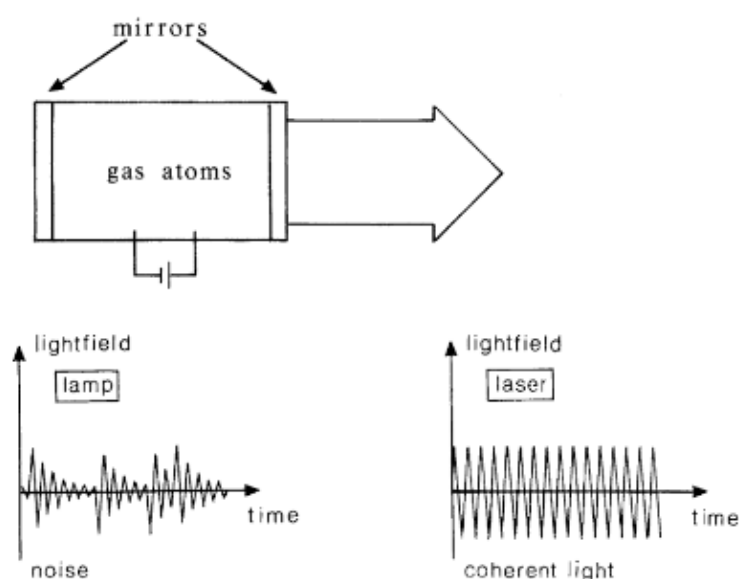 mirrors
gas atoms
lightfield
lamp
time
noise
lightfield
laser
time
coherent light